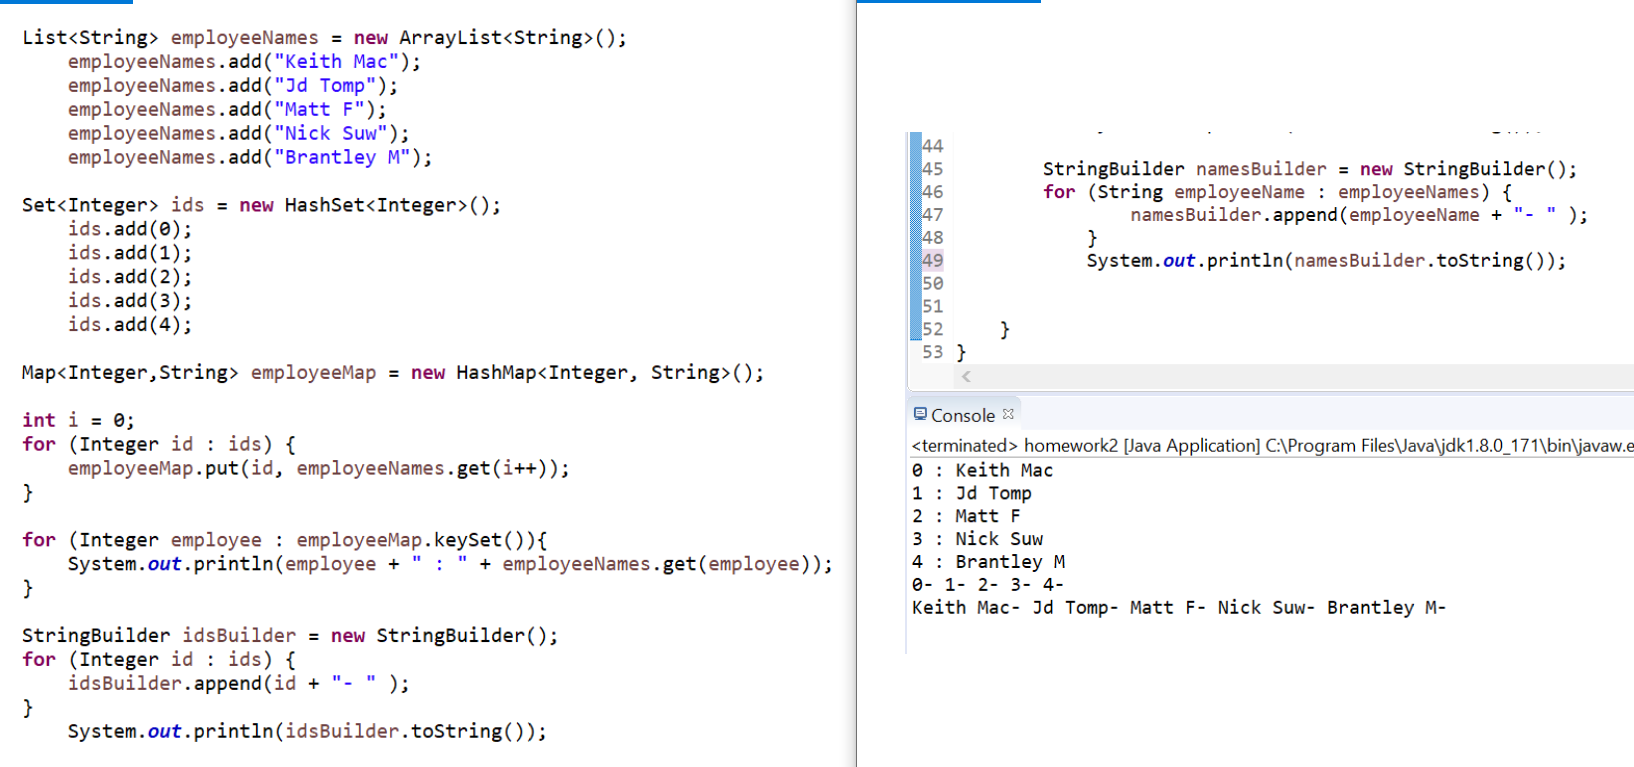 List<String> employeeNames = new ArrayList<String>();
employeeNames.add("Keith Mac");
employeeNames.add("Jd Tomp");
employeeNames.add("Matt F");
employeeNames.add("Nick Suw");
employeeNames.add("Brantley M");
Set<Integer> ids = new HashSet<Integer>();
ids.add(0);
ids.add(1);
ids.add(2);
ids.add(3);
ids.add(4);
Map<Integer,String> employeeMap = new HashMap<Integer, String>();
int i = 0;
for (Integer id : ids) {
employeeMap.put(id, employeeNames.get(i++));
}
for (Integer employee : employeeMap.keySet()){
System.out.println(employee + " : " + employeeNames.get(employee));
}
StringBuilder idsBuilder = new StringBuilder();
for (Integer id : ids) {
idsBuilder.append(id + "- " );
}
System.out.println(idsBuilder.toString());
44
45 StringBuilder namesBuilder = new StringBuilder();
46 for (String employeeName : employeeNames) {
47 namesBuilder.append(employeeName + "- " );
48 }
49 System.out.println(namesBuilder.toString());
50
51
52 }
53 }
Console
<terminated> homework2 [Java Application] C:\Program Files\Java\jdk1.8.0_171\bin\javaw.e
0 : Keith Mac
1 : Jd Tomp
2 : Matt F
3 : Nick Suw
4 : Brantley M
0- 1- 2- 3- 4-
Keith Mac- Jd Tomp- Matt F- Nick Suw- Brantley M-